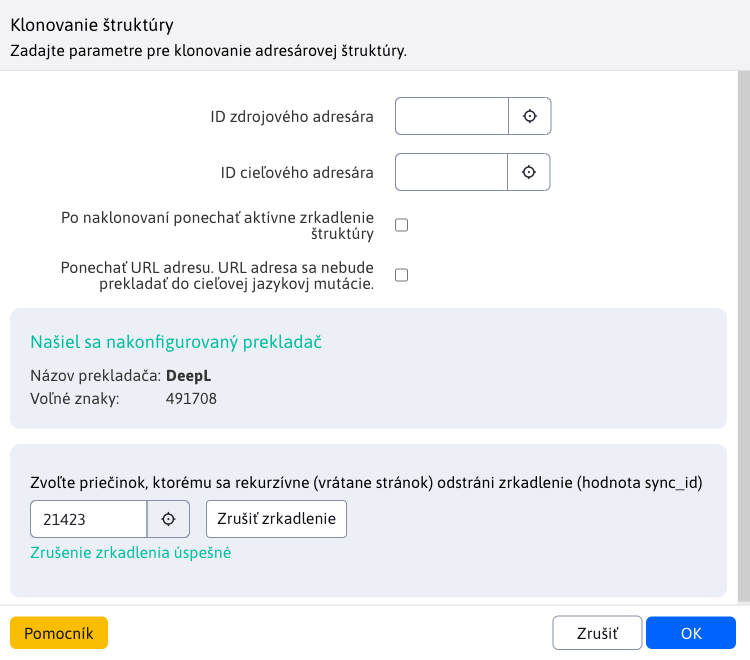 Klonovanie štruktúry
Zadajte parametre pre klonovanie adresárovej štruktúry.
ID zdrojového adresára
ID cieľového adresára
Po naklonovaní ponechať aktívne zrkadlenie
štruktúry
Ponechať URL adresu. URL adresa sa nebude
prekladať do cieľovej jazykovj mutácie.
Našiel sa nakonfigurovaný prekladač
Názov prekladača: DeepL
Voľné znaky: 491708
Zvoľte priečinok, ktorému sa rekurzívne (vrátane stránok) odstráni zrkadlenie (hodnota sync_id)
21423
Zrušiť zrkadlenie
Zrušenie zrkadlenia úspešné
Pomocník
Zrušiť
OK